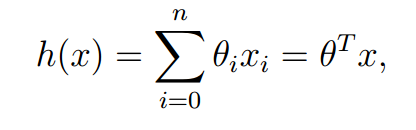 h(x) = \sum_{i=0}^{n} \theta_i x_i = \theta^T x,